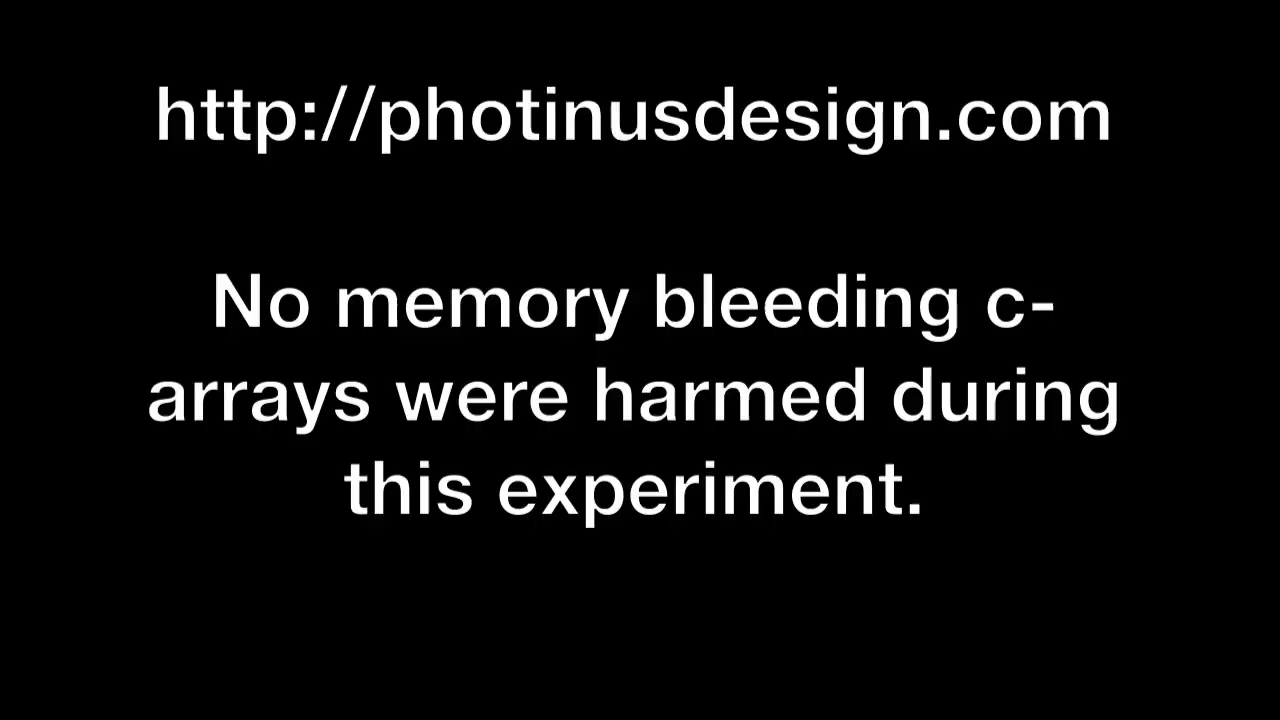 http://photinusdesign.com
No memory bleeding c-
arrays were harmed during
this experiment.